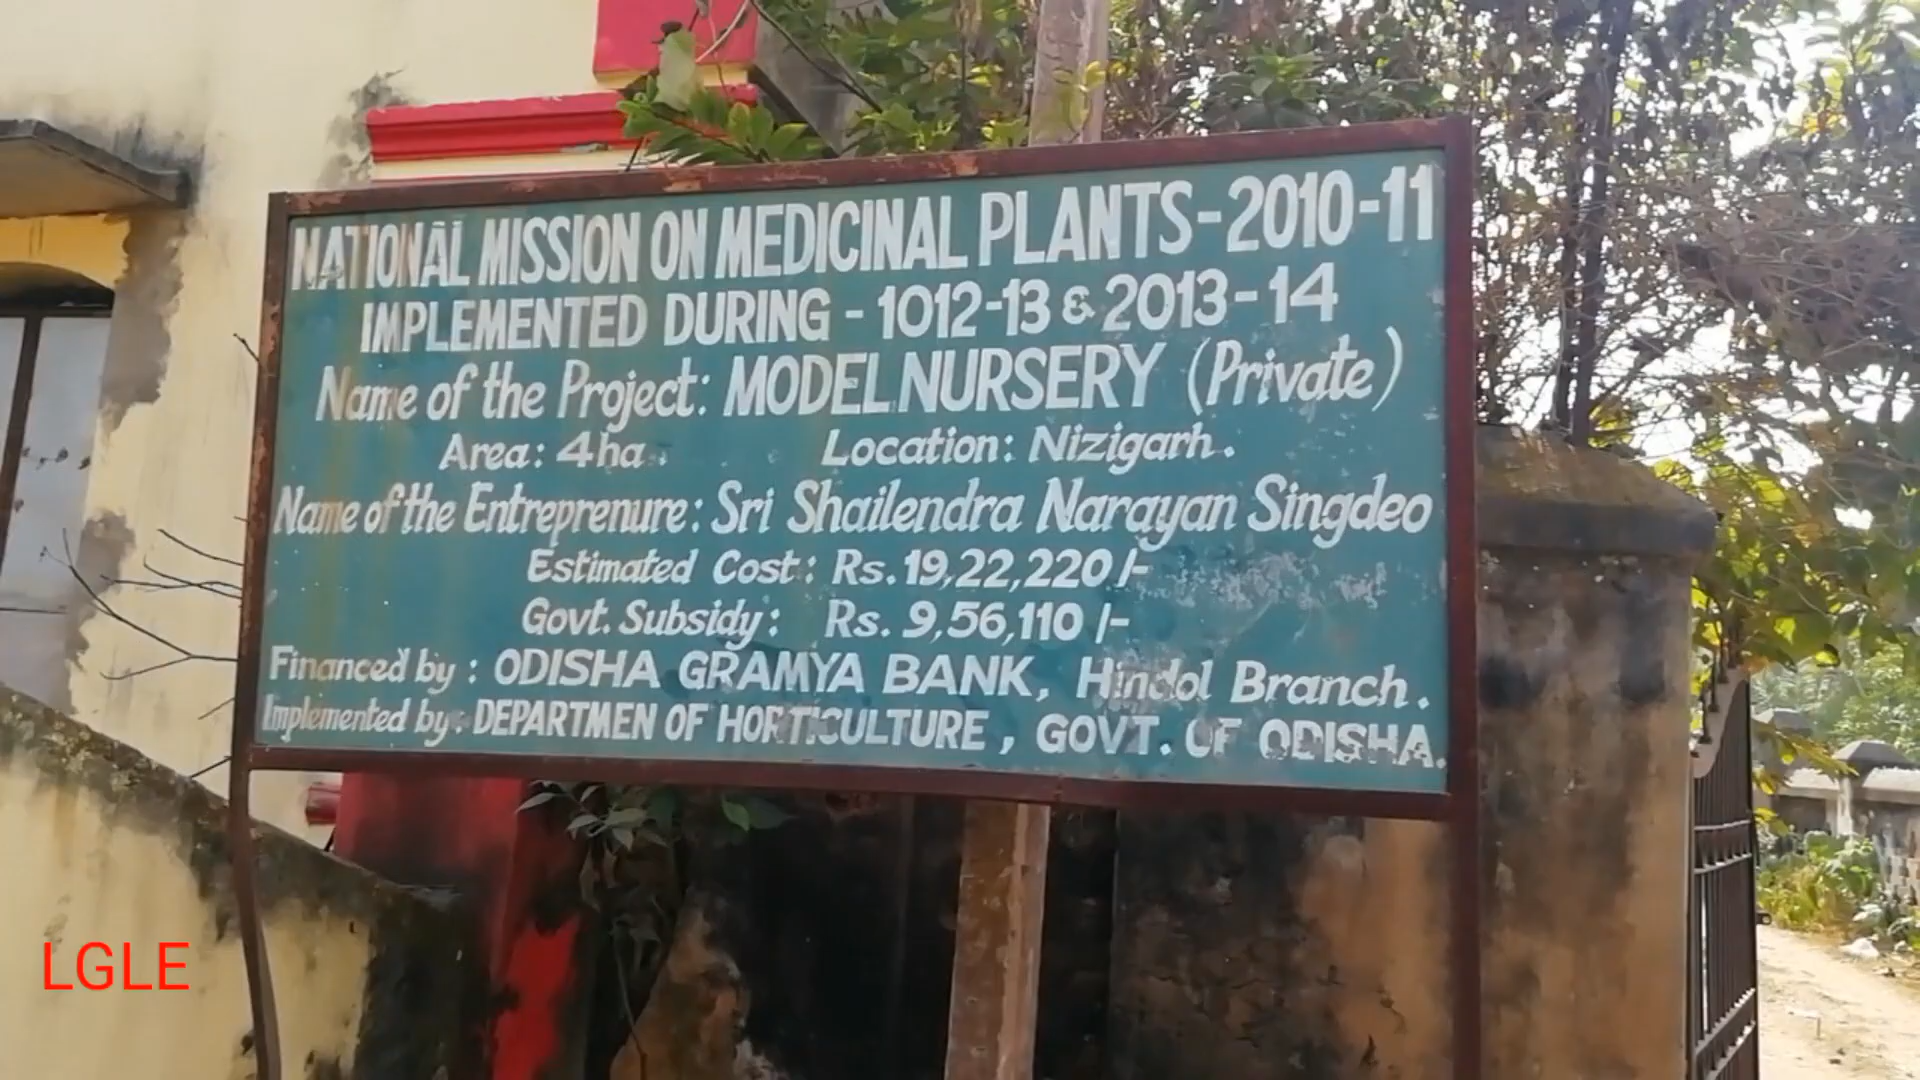 NATIONAL MISSION ON MEDICINAL PLANTS-2010-11
IMPLEMENTED DURING - 1012-13 & 2013-14
Name of the Project: MODEL NURSERY (Private)
Area: 4ha. Location: Nizigarh.
Name of the Entreprenure: Sri Shailendra Narayan Singdeo
Estimated Cost: Rs. 19,22,220/-
Govt. Subsidy: Rs. 9,56,110/-
Financed by: ODISHA GRAMYA BANK, Hindol Branch.
Implemented by: DEPARTMEN OF HORTICULTURE, GOVT. OF ODISHA.
LGLE